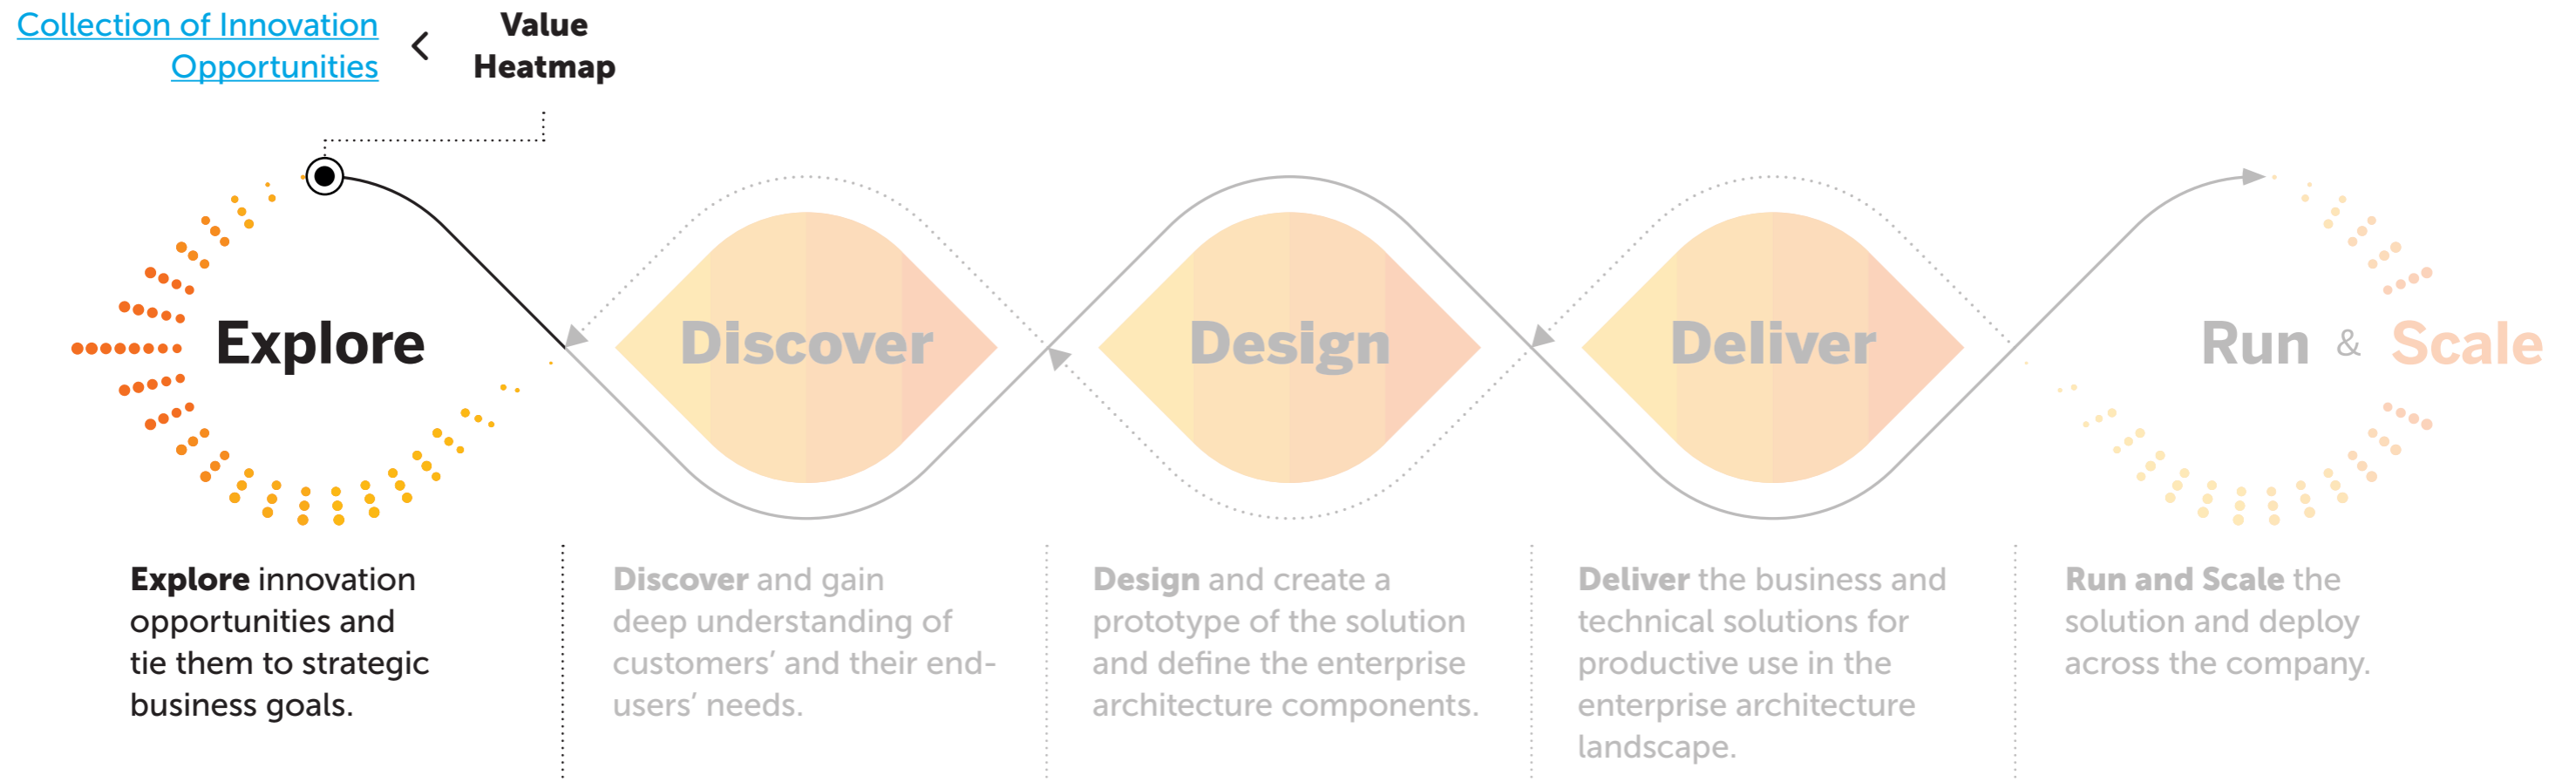 Collection of Innovation
Opportunities
<
Value
Heatmap
Explore
Discover
Design
Deliver
Run & Scale
Explore innovation
opportunities and
tie them to strategic
business goals.
Discover and gain
deep understanding of
customers’ and their end-
users’ needs.
Design and create a
prototype of the solution
and define the enterprise
architecture components.
Deliver the business and
technical solutions for
productive use in the
enterprise architecture
landscape.
Run and Scale the
solution and deploy
across the company.